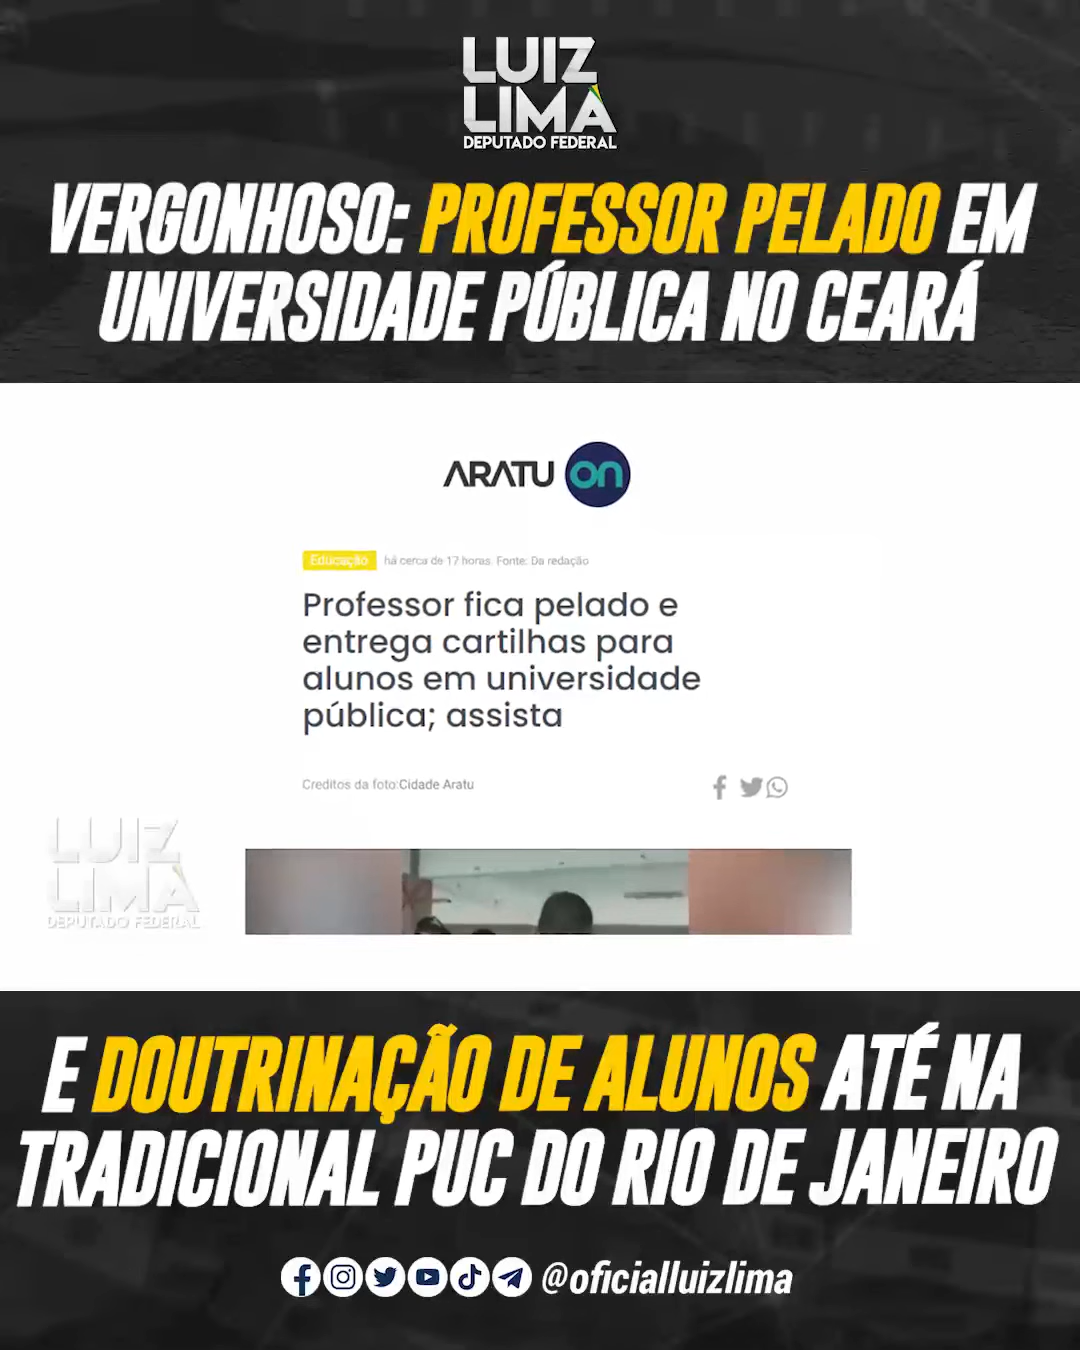 LUIZ
LIMA
DEPUTADO FEDERAL
VERGONHOSO: PROFESSOR PELADO EM
UNIVERSIDADE PÚBLICA NO CEARÁ
ARATU on
Educação há cerca de 17 horas. Fonte: Da redação
Professor fica pelado e
entrega cartilhas para
alunos em universidade
pública; assista
Creditos da foto:Cidade Aratu
LUIZ
LIMA
DEPUTADO FEDERAL
E DOUTRINAÇÃO DE ALUNOS ATÉ NA
TRADICIONAL PUC DO RIO DE JANEIRO
@oficialluizlima